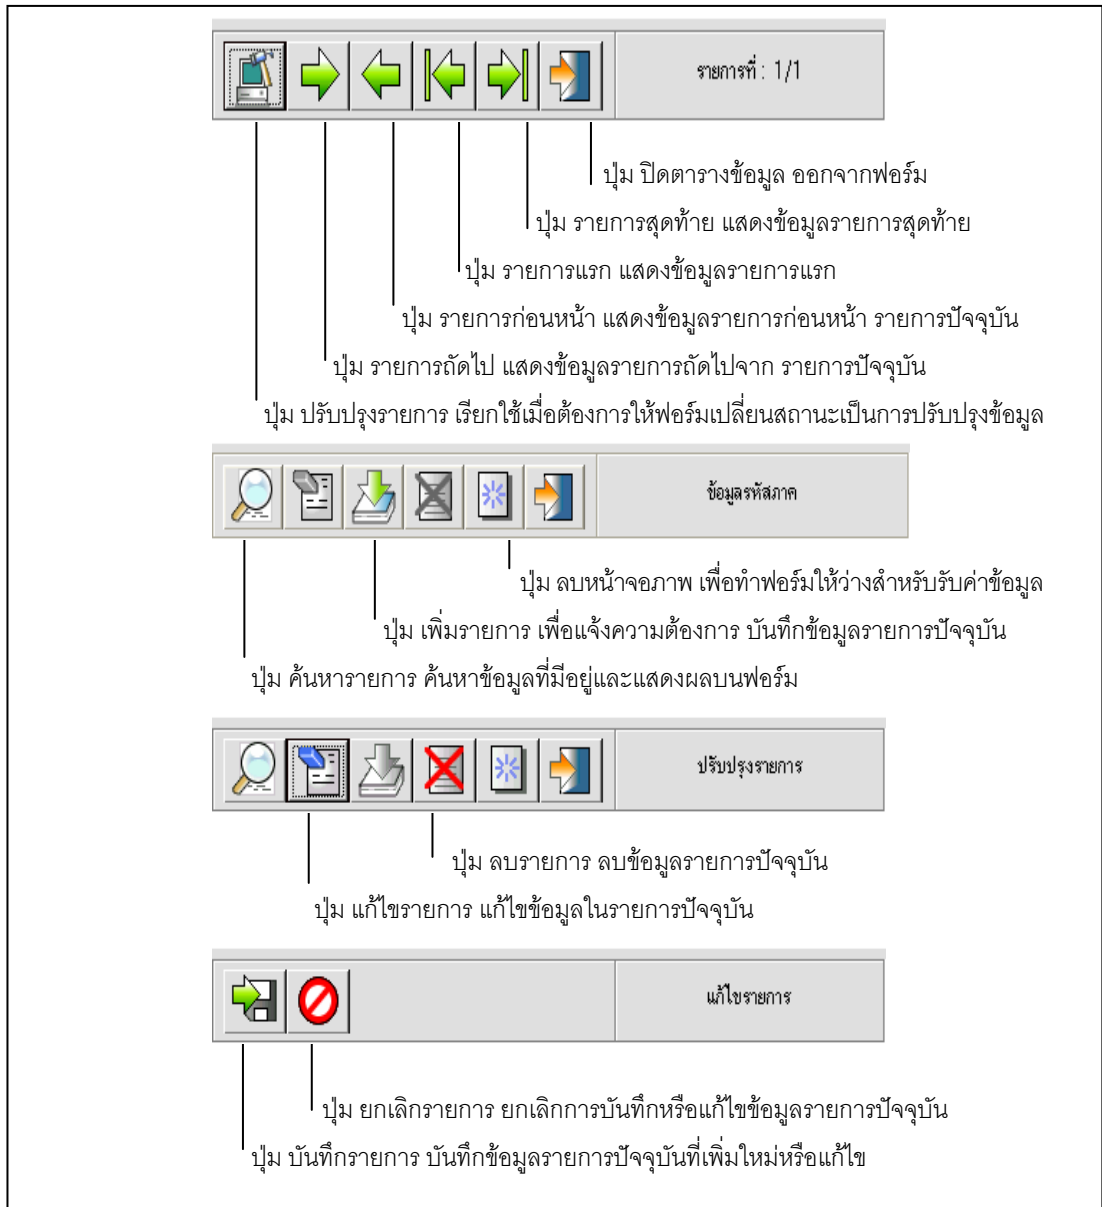 รายการที่ : 1/1
ปุ่ม ปิดตารางข้อมูล ออกจากฟอร์ม
ปุ่ม รายการสุดท้าย แสดงข้อมูลรายการสุดท้าย
ปุ่ม รายการแรก แสดงข้อมูลรายการแรก
ปุ่ม รายการก่อนหน้า แสดงข้อมูลรายการก่อนหน้า รายการปัจจุบัน
ปุ่ม รายการถัดไป แสดงข้อมูลรายการถัดไปจาก รายการปัจจุบัน
ปุ่ม ปรับปรุงรายการ เรียกใช้เมื่อต้องการให้ฟอร์มเปลี่ยนสถานะเป็นการปรับปรุงข้อมูล
ข้อมูลรหัสภาค
ปุ่ม ลบหน้าจอภาพ เพื่อทำฟอร์มให้ว่างสำหรับรับค่าข้อมูล
ปุ่ม เพิ่มรายการ เพื่อแจ้งความต้องการ บันทึกข้อมูลรายการปัจจุบัน
ปุ่ม ค้นหารายการ ค้นหาข้อมูลที่มีอยู่และแสดงผลบนฟอร์ม
ปรับปรุงรายการ
ปุ่ม ลบรายการ ลบข้อมูลรายการปัจจุบัน
ปุ่ม แก้ไขรายการ แก้ไขข้อมูลในรายการปัจจุบัน
แก้ไขรายการ
ปุ่ม ยกเลิกรายการ ยกเลิกการบันทึกหรือแก้ไขข้อมูลรายการปัจจุบัน
ปุ่ม บันทึกรายการ บันทึกข้อมูลรายการปัจจุบันที่เพิ่มใหม่หรือแก้ไข